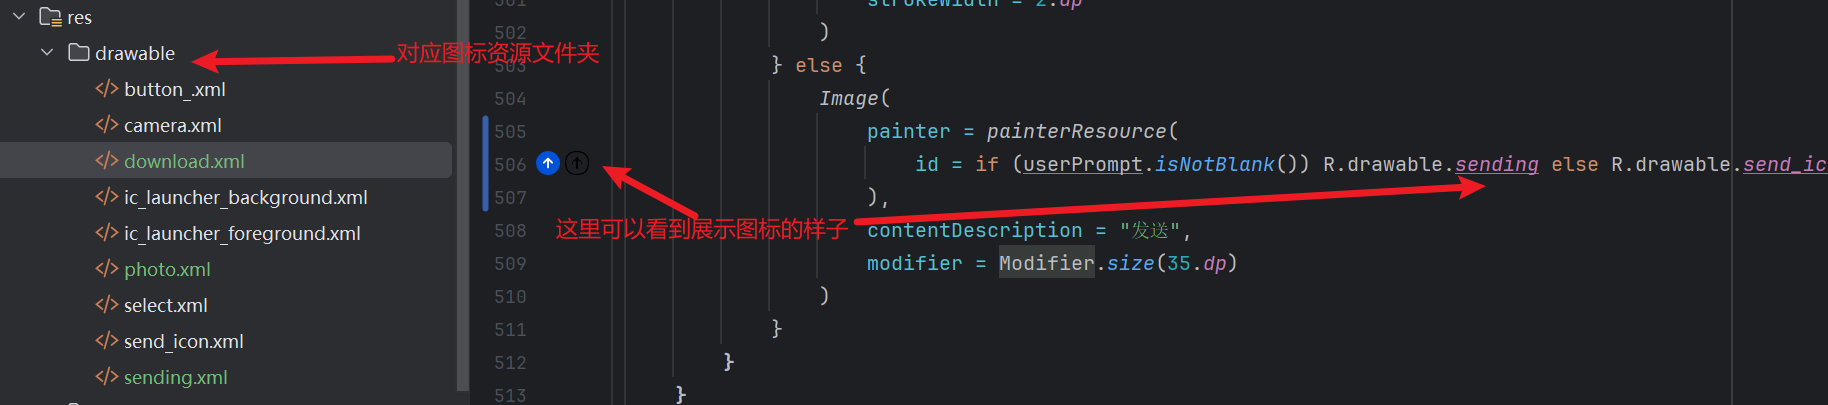 res
drawable
对应图标资源文件夹
button_.xml
camera.xml
download.xml
ic_launcher_background.xml
ic_launcher_foreground.xml
photo.xml
select.xml
send_icon.xml
sending.xml
501 strokeWidth = 2.dp
502 )
503 } else {
504 Image(
505 painter = painterResource(
506 id = if (userPrompt.isNotBlank()) R.drawable.sending else R.drawable.send_ic
507 ),
这里可以看到展示图标的样子
508 contentDescription = "发送",
509 modifier = Modifier.size(35.dp)
510 )
511 }
512 }
513 }